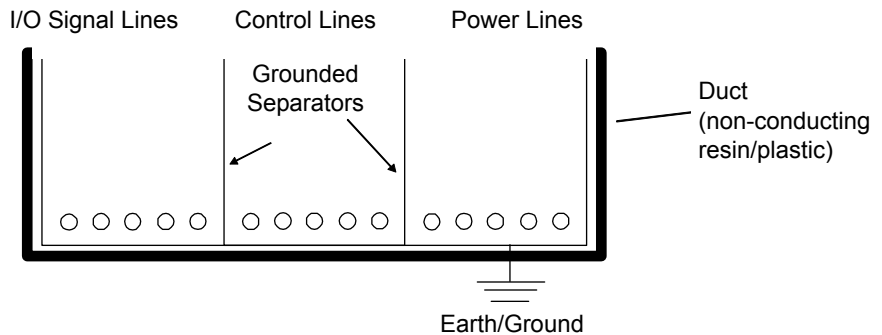 I/O Signal Lines
Control Lines
Power Lines
Grounded
Separators
Duct
(non-conducting
resin/plastic)
Earth/Ground